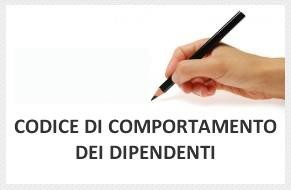 CODICE DI COMPORTAMENTO
DEI DIPENDENTI